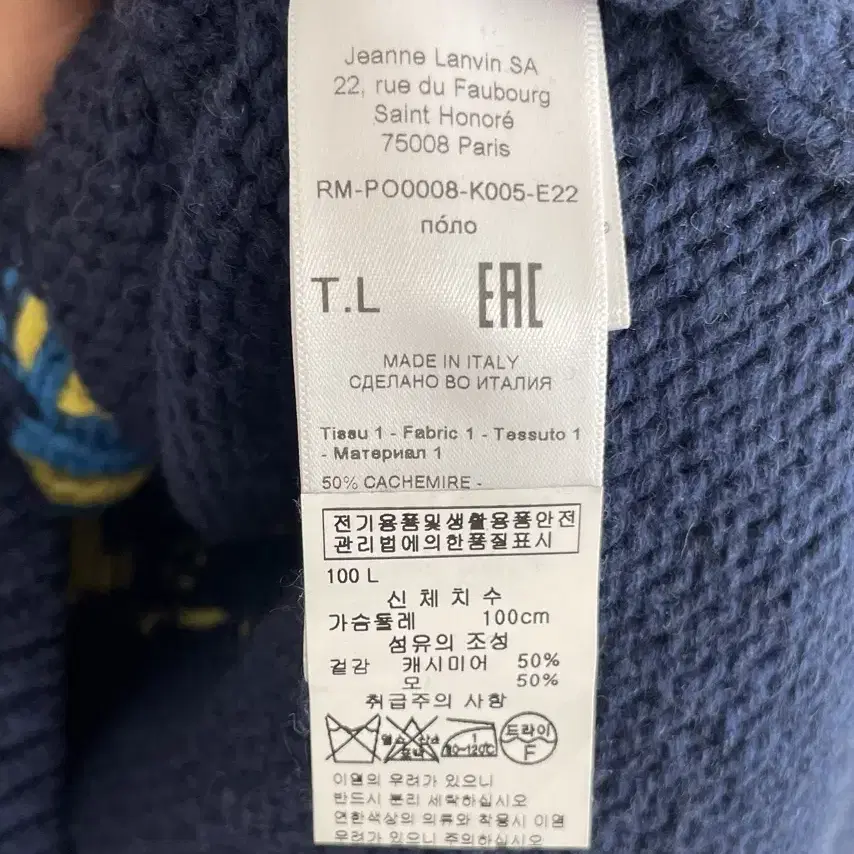 Jeanne Lanvin SA
22, rue du Faubourg
Saint Honoré
75008 Paris
RM-PO0008-K005-E22
пóло
T.L EAC
MADE IN ITALY
СДЕЛАНО ВО ИТАЛИЯ
Tissu 1 - Fabric 1 - Tessuto 1
- Материал 1
50% CACHEMIRE -
전기용품및생활용품안전
관리법에의한품질표시
100 L
신체치수
가슴둘레 100cm
섬유의 조성
겉감 캐시미어 50%
모 50%
취급주의 사항
80~120℃ 드라이
F
이염의 우려가 있으니
반드시 분리 세탁하십시오
연한색상의 의류와 착용시 이염
우려가 있으니 주의하십시오